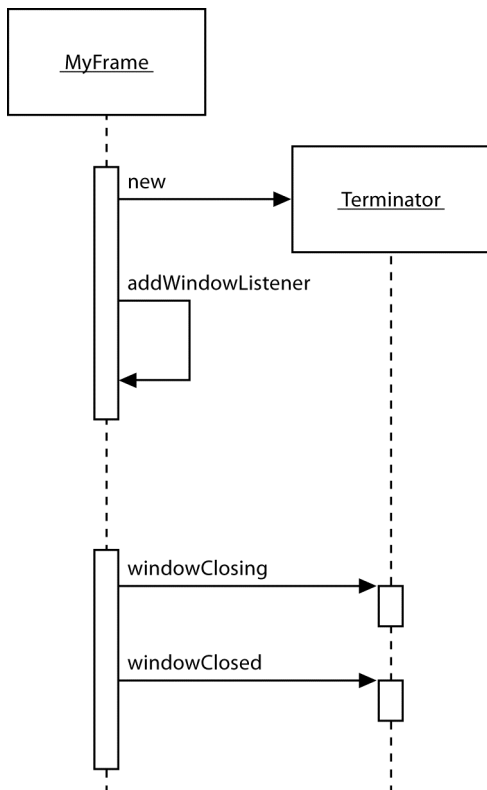 MyFrame
new
Terminator
addWindowListener
windowClosing
windowClosed